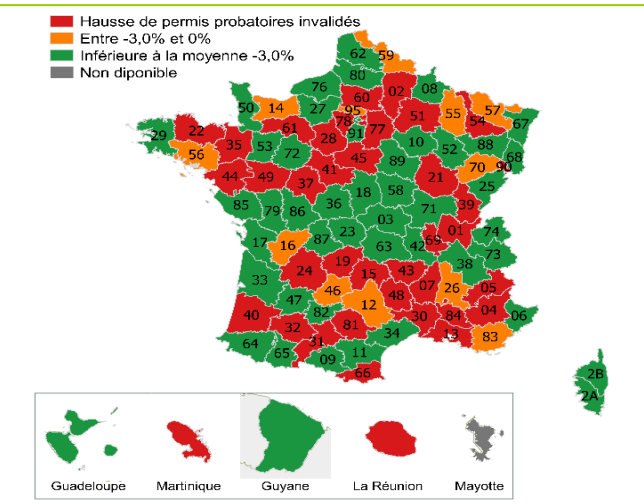 Hausse de permis probatoires invalidés
Entre -3,0% et 0%
Inférieure à la moyenne -3,0%
Non diponible
62 59
80
76 02 08
60
50 14 27 95 51 55 57
78 77 54 67
29 22 61 91
35 53 28 10 88
56 72 45 52 68
41 89 70 90
44 49 37 21 25
18 58
85 79 86 36 71 39
03
17 16 87 23 01 74
63 42 69
24 19 38 73
33 15 43
46 07 26 05
47 12 48
40 82 30 84 04 06
32 81 34 13 83
64 31
65 09 11
66
2B
2A
Guadeloupe Martinique Guyane La Réunion Mayotte